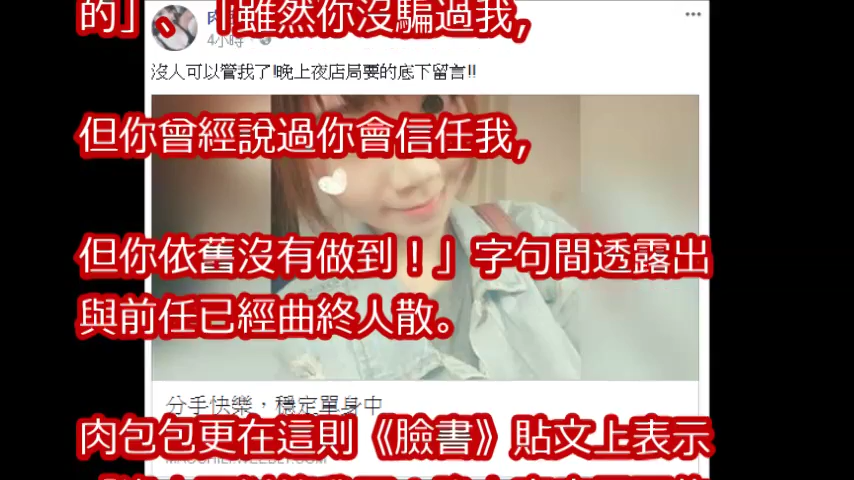 的」、「雖然你沒騙過我,
4小時
沒人可以管我了!晚上夜店局要的底下留言!!
但你曾經說過你會信任我,
但你依舊沒有做到！」字句間透露出
與前任已經曲終人散。
分手快樂，穩定單身中
肉包包更在這則《臉書》貼文上表示